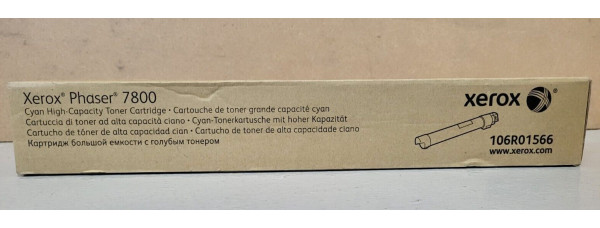 Xerox® Phaser® 7800
Cyan High-Capacity Toner Cartridge • Cartouche de toner grande capacité cyan
Cartuccia di toner ad alta capacità ciano • Cyan-Tonerkartusche mit hoher Kapazität
Cartucho de tóner de alta capacidad cian • Cartucho de toner de alta capacidade ciano
Картридж большой емкости с голубым тонером
xerox
106R01566
www.xerox.com